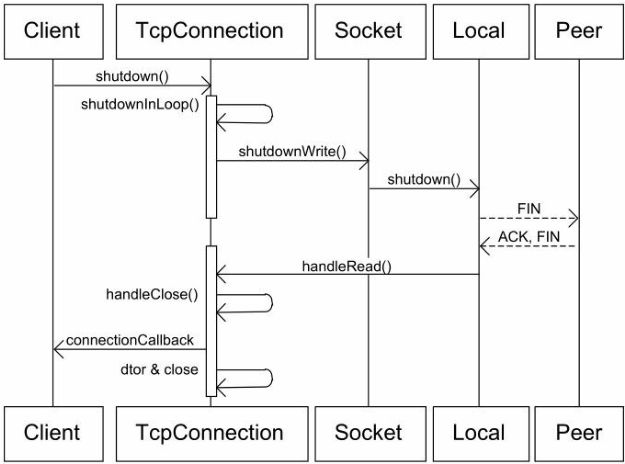 Client TcpConnection Socket Local Peer
shutdown()
shutdownInLoop()
shutdownWrite()
shutdown()
FIN
ACK, FIN
handleRead()
handleClose()
connectionCallback
dtor & close
Client TcpConnection Socket Local Peer